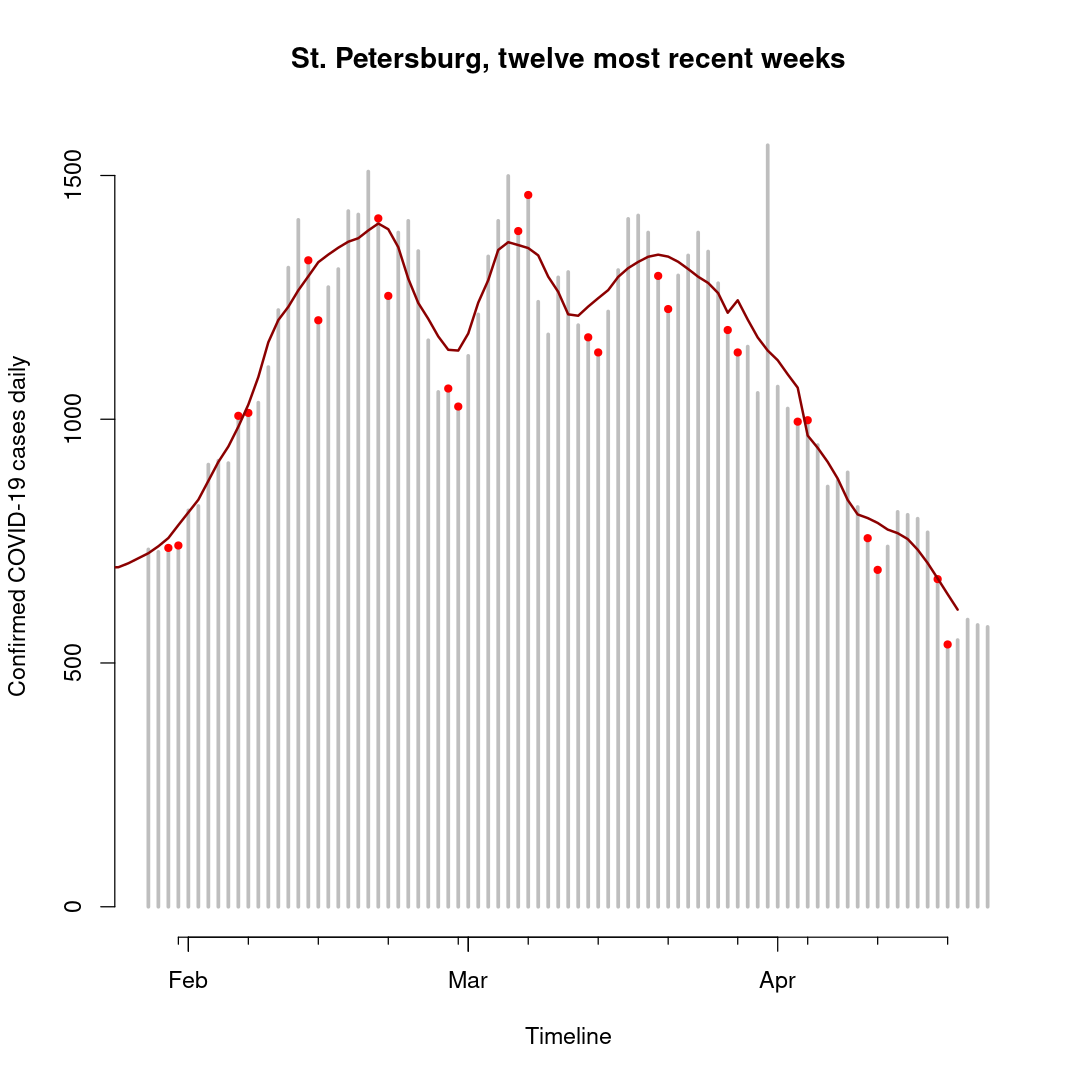 St. Petersburg, twelve most recent weeks
Confirmed COVID-19 cases daily
1500
1000
500
0
Feb Mar Apr
Timeline